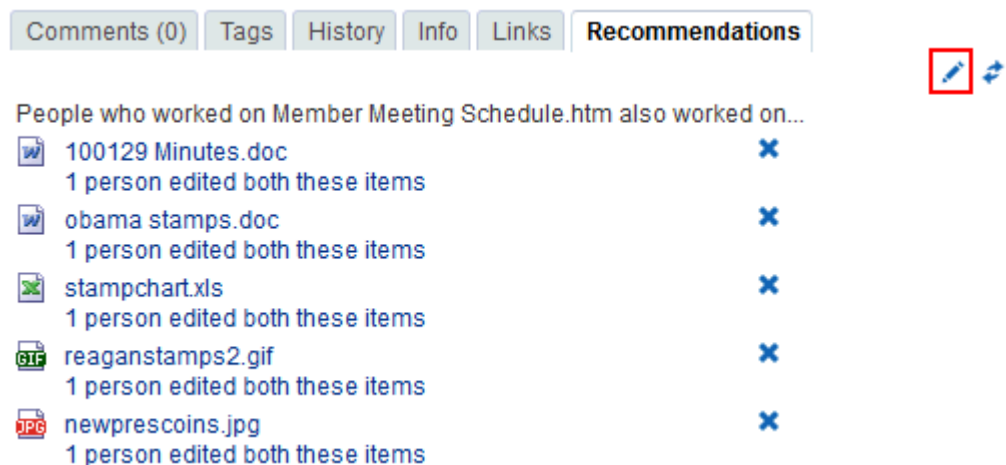 Comments (0) Tags History Info Links Recommendations
People who worked on Member Meeting Schedule.htm also worked on...
100129 Minutes.doc
1 person edited both these items
obama stamps.doc
1 person edited both these items
stampchart.xls
1 person edited both these items
GIF reaganstamps2.gif
1 person edited both these items
JPG newprescoins.jpg
1 person edited both these items